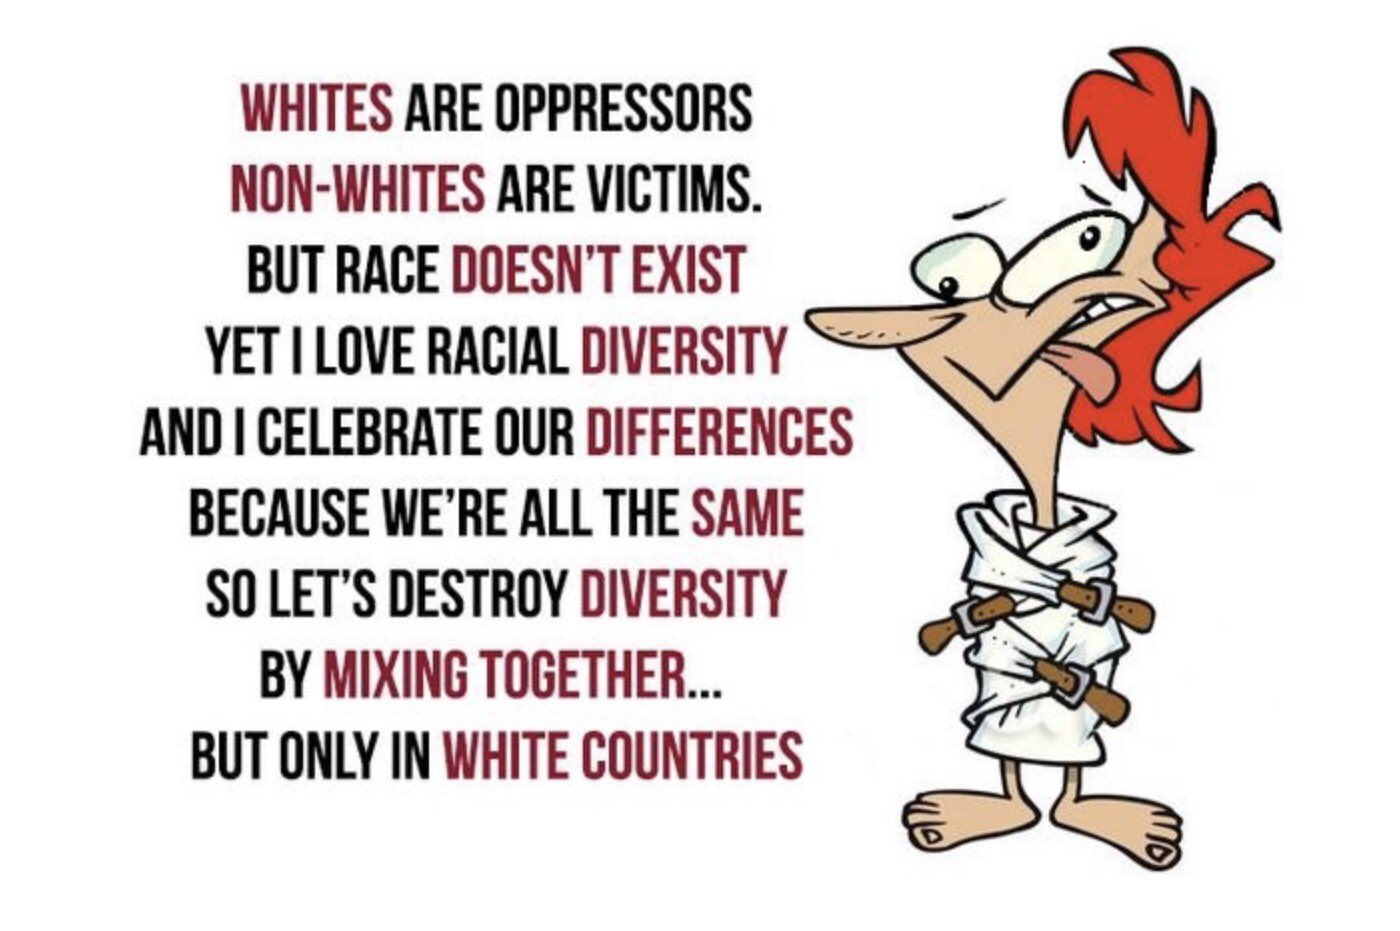 WHITES ARE OPPRESSORS
NON-WHITES ARE VICTIMS.
BUT RACE DOESN'T EXIST
YET I LOVE RACIAL DIVERSITY
AND I CELEBRATE OUR DIFFERENCES
BECAUSE WE'RE ALL THE SAME
SO LET'S DESTROY DIVERSITY
BY MIXING TOGETHER...
BUT ONLY IN WHITE COUNTRIES